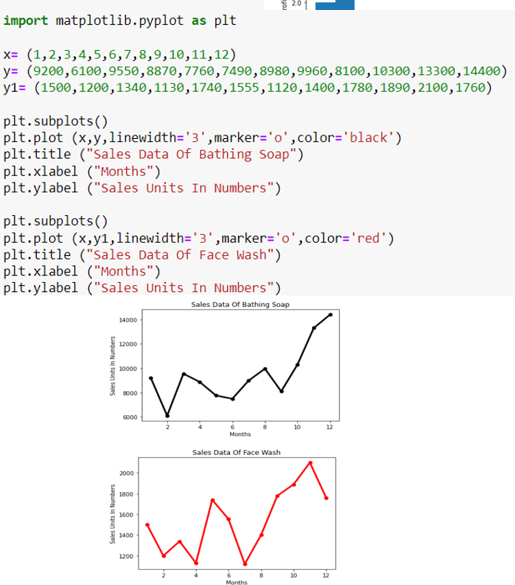 rofi
2.0
import matplotlib.pyplot as plt
x= (1,2,3,4,5,6,7,8,9,10,11,12)
y= (9200,6100,9550,8870,7760,7490,8980,9960,8100,10300,13300,14400)
y1= (1500,1200,1340,1130,1740,1555,1120,1400,1780,1890,2100,1760)
plt.subplots()
plt.plot (x,y,linewidth='3',marker='o',color='black')
plt.title ("Sales Data Of Bathing Soap")
plt.xlabel ("Months")
plt.ylabel ("Sales Units In Numbers")
plt.subplots()
plt.plot (x,y1,linewidth='3',marker='o',color='red')
plt.title ("Sales Data Of Face Wash")
plt.xlabel ("Months")
plt.ylabel ("Sales Units In Numbers")
Sales Data Of Bathing Soap
Sales Units In Numbers
14000
12000
10000
8000
6000
2 4 6 8 10 12
Months
Sales Data Of Face Wash
Sales Units In Numbers
2000
1800
1600
1400
1200
2 4 6 8 10 12
Months